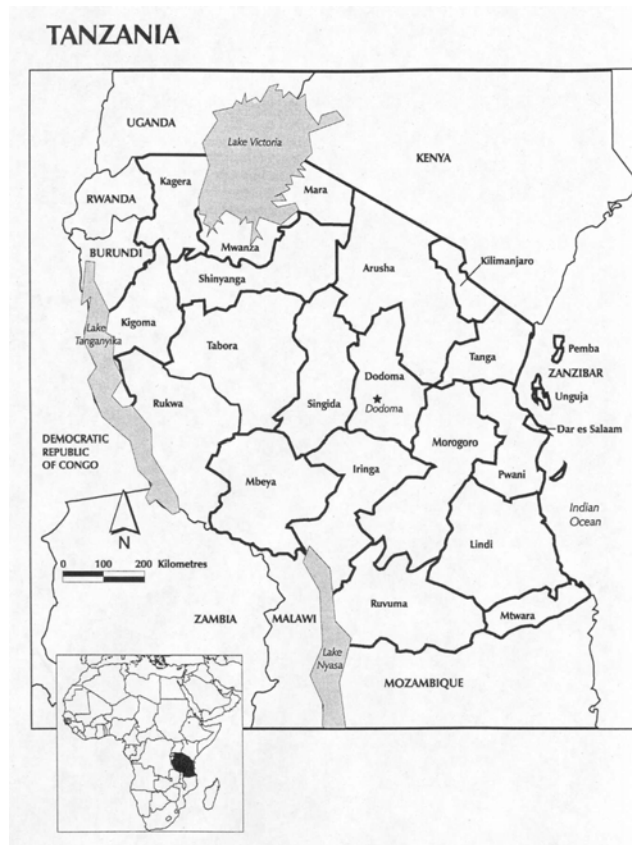 TANZANIA
UGANDA
Lake Victoria
KENYA
Kagera
Mara
RWANDA
Mwanza
BURUNDI
Kilimanjaro
Arusha
Shinyanga
Kigoma
Lake
Tanganyika
Tabora
Tanga
Pemba
ZANZIBAR
Dodoma
Unguja
Rukwa
Singida
Dodoma
Dar es Salaam
Morogoro
DEMOCRATIC
REPUBLIC
OF CONGO
Iringa
Mbeya
Pwani
Indian
Ocean
N
Lindi
0 100 200 Kilometres
Ruvuma
ZAMBIA
MALAWI
Mtwara
Lake
Nyasa
MOZAMBIQUE